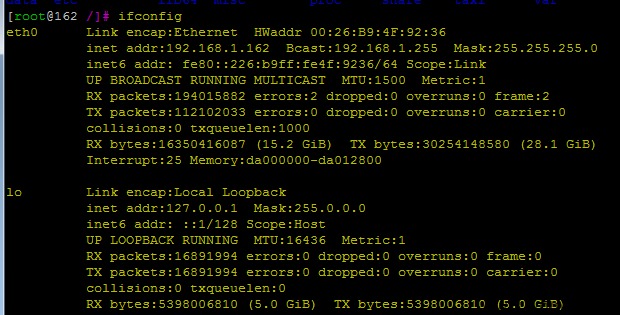 [root@162 /]# ifconfig
eth0      Link encap:Ethernet  HWaddr 00:26:B9:4F:92:36
          inet addr:192.168.1.162  Bcast:192.168.1.255  Mask:255.255.255.0
          inet6 addr: fe80::226:b9ff:fe4f:9236/64 Scope:Link
          UP BROADCAST RUNNING MULTICAST  MTU:1500  Metric:1
          RX packets:194015882 errors:2 dropped:0 overruns:0 frame:2
          TX packets:112102033 errors:0 dropped:0 overruns:0 carrier:0
          collisions:0 txqueuelen:1000
          RX bytes:16350416087 (15.2 GiB)  TX bytes:30254148580 (28.1 GiB)
          Interrupt:25 Memory:da000000-da012800
lo        Link encap:Local Loopback
          inet addr:127.0.0.1  Mask:255.0.0.0
          inet6 addr: ::1/128 Scope:Host
          UP LOOPBACK RUNNING  MTU:16436  Metric:1
          RX packets:16891994 errors:0 dropped:0 overruns:0 frame:0
          TX packets:16891994 errors:0 dropped:0 overruns:0 carrier:0
          collisions:0 txqueuelen:0
          RX bytes:5398006810 (5.0 GiB)  TX bytes:5398006810 (5.0 GiB)